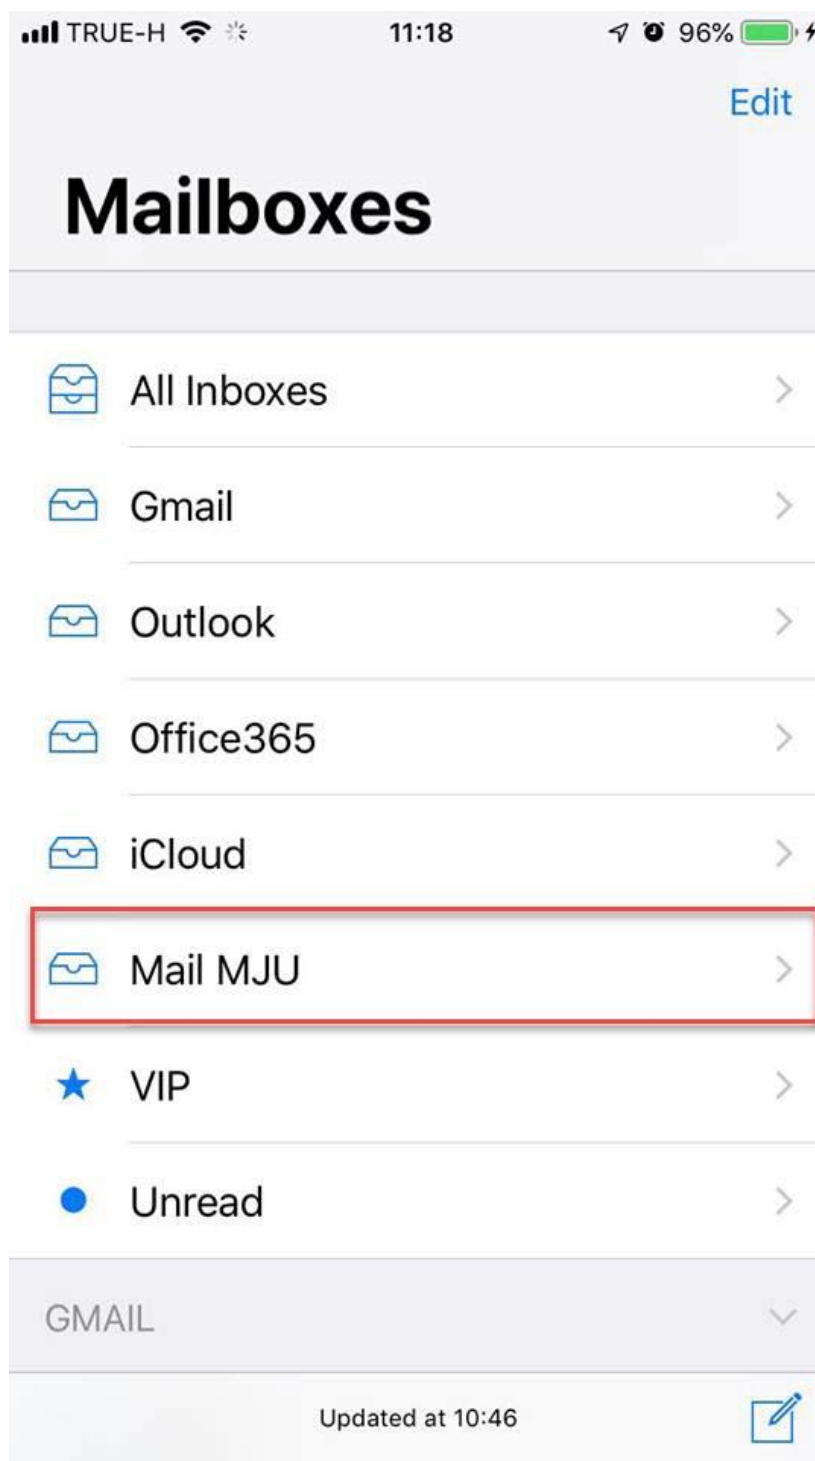 TRUE-H 11:18 96%
Edit
Mailboxes
All Inboxes
Gmail
Outlook
Office365
iCloud
Mail MJU
VIP
Unread
GMAIL
Updated at 10:46